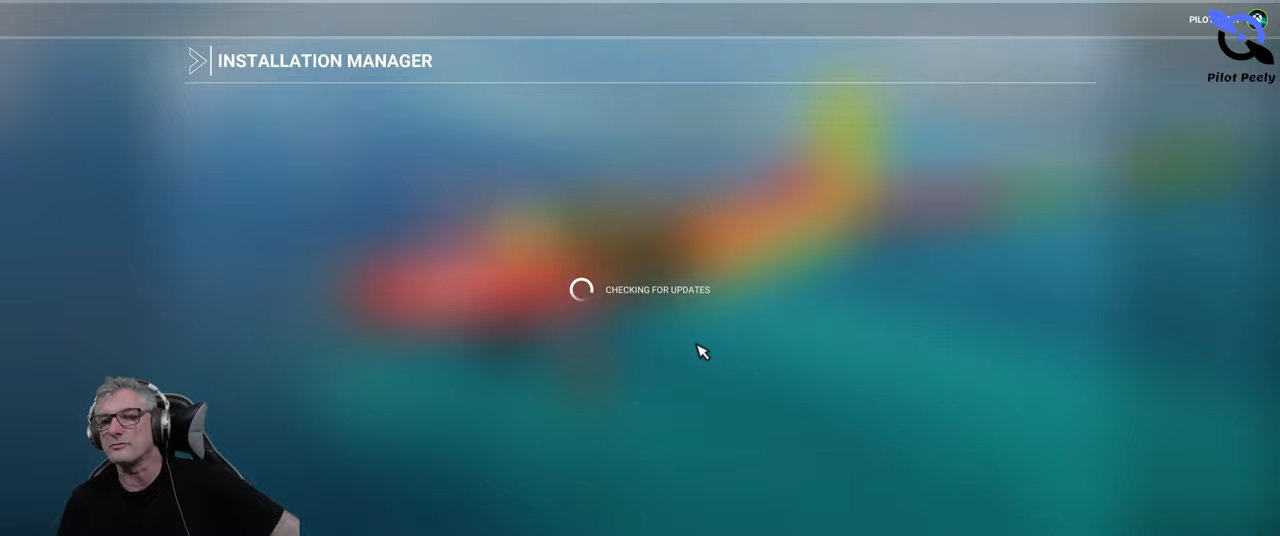 INSTALLATION MANAGER
Pilot Peely
CHECKING FOR UPDATES